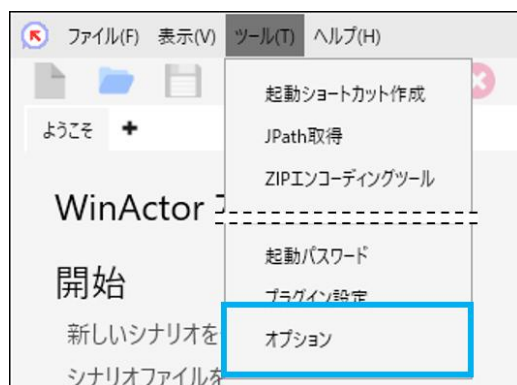 ファイル(F) 表示(V) ツール(T) ヘルプ(H)
起動ショートカット作成
ようこそ
JPath取得
ZIPエンコーディングツール
WinActor
起動パスワード
開始
プラグイン設定
新しいシナリオを
オプション
シナリオファイルを